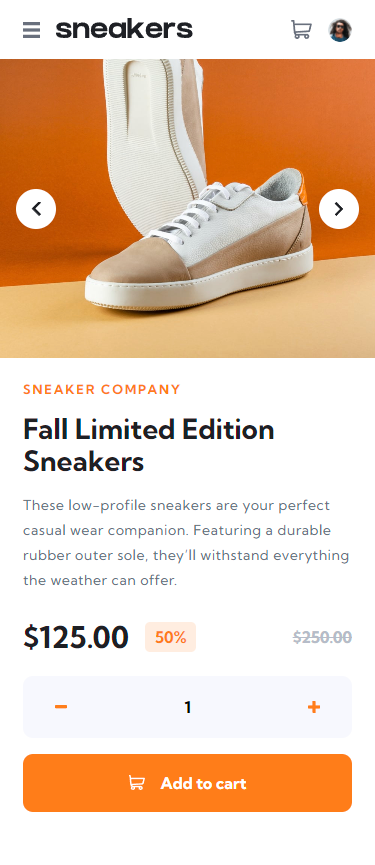 sneakers
SNEAKER COMPANY
Fall Limited Edition
Sneakers
These low-profile sneakers are your perfect
casual wear companion. Featuring a durable
rubber outer sole, they'll withstand everything
the weather can offer.
$125.00 50% $250.00
1
Add to cart